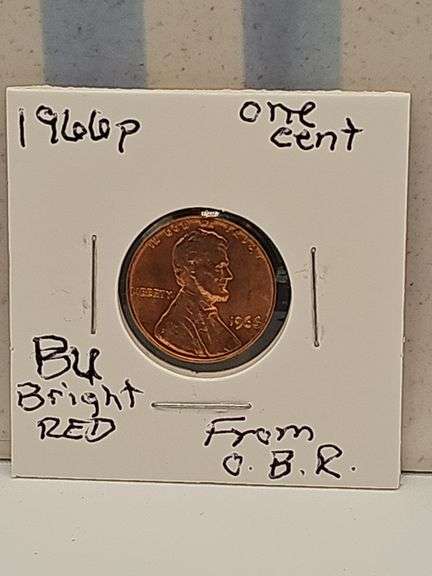 1966p
one
cent
IN GOD WE TRUST
LIBERTY
1966
BU
Bright
RED
From
O. B. R.